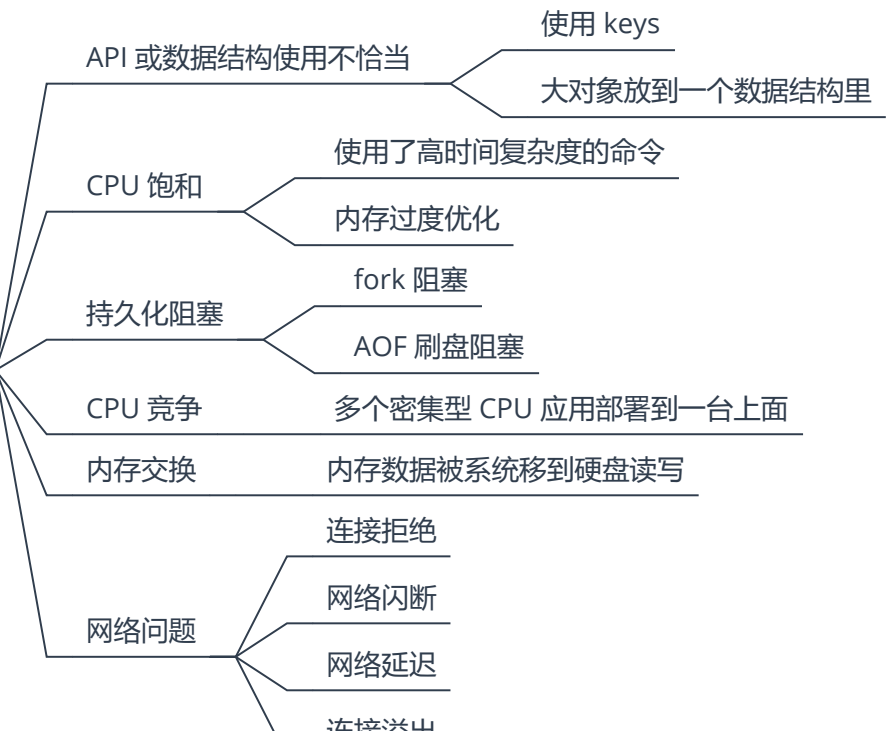 API 或数据结构使用不恰当
使用 keys
大对象放到一个数据结构里
CPU 饱和
使用了高时间复杂度的命令
内存过度优化
持久化阻塞
fork 阻塞
AOF 刷盘阻塞
CPU 竞争
多个密集型 CPU 应用部署到一台上面
内存交换
内存数据被系统移到硬盘读写
网络问题
连接拒绝
网络闪断
网络延迟
连接溢出